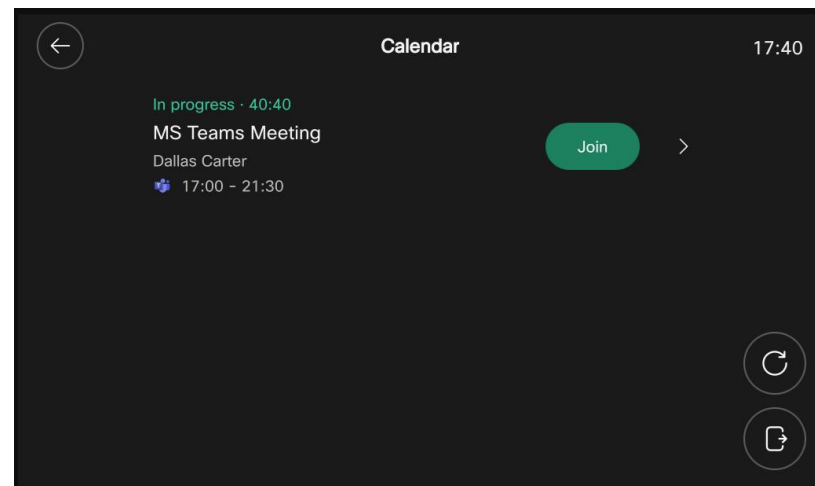 Calendar
17:40
In progress · 40:40
MS Teams Meeting
Dallas Carter
17:00 - 21:30
Join